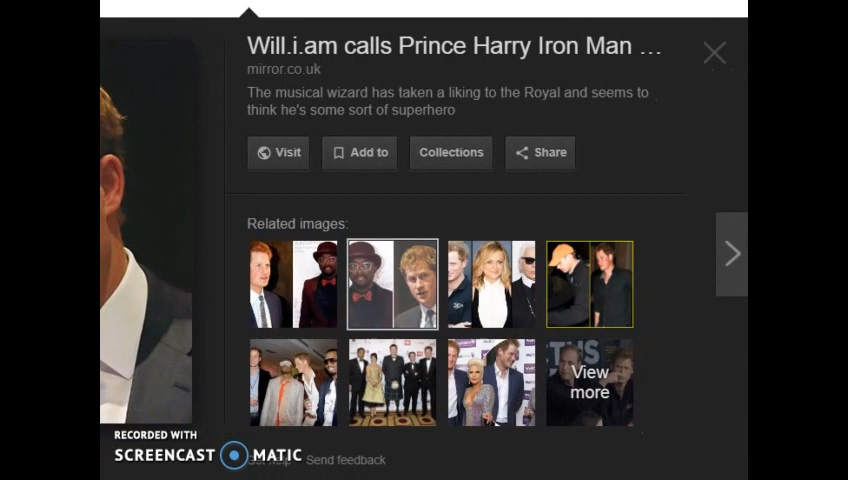 Will.i.am calls Prince Harry Iron Man ...
mirror.co.uk
The musical wizard has taken a liking to the Royal and seems to
think he's some sort of superhero
Visit
Add to
Collections
Share
Related images:
View
more
RECORDED WITH
SCREENCAST MATIC
help
Send feedback